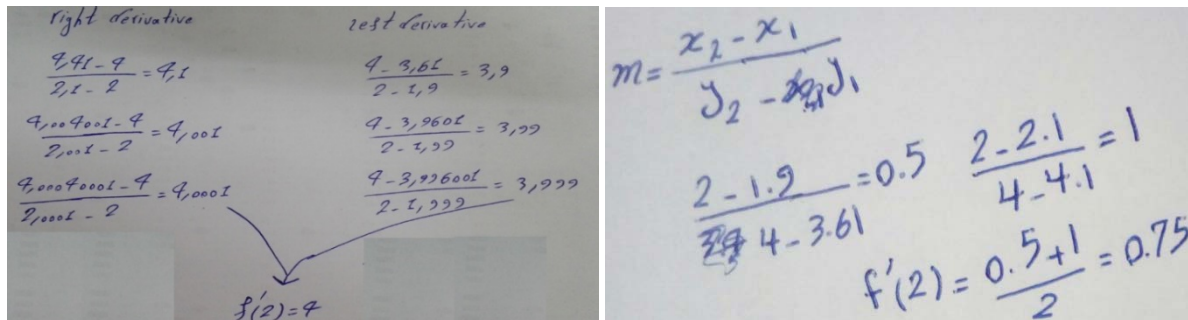 right derivative
left derivative
4,41-4 / 2,1-2 = 4,1
4-3,61 / 2-1,9 = 3,9
4,004001-4 / 2,001-2 = 4,001
4-3,9601 / 2-1,99 = 3,99
4,00040001-4 / 2,0001-2 = 4,0001
4-3,996001 / 2-1,999 = 3,999
f'(2)=4
m = x₂ - x₁ / y₂ - y₁
2 - 1.9 / 4 - 3.61 = 0.5
2 - 2.1 / 4 - 4.1 = 1
f'(2) = 0.5+1 / 2 = 0.75